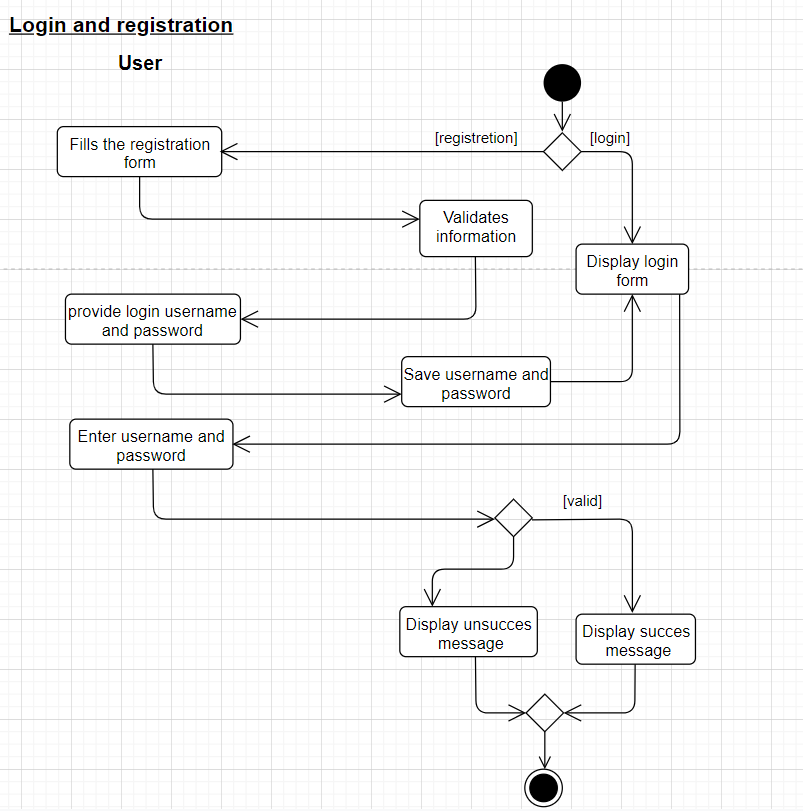 Login and registration
User
[registretion]
[login]
Fills the registration
form
Validates
information
Display login
form
provide login username
and password
Save username and
password
Enter username and
password
[valid]
Display unsucces
message
Display succes
message